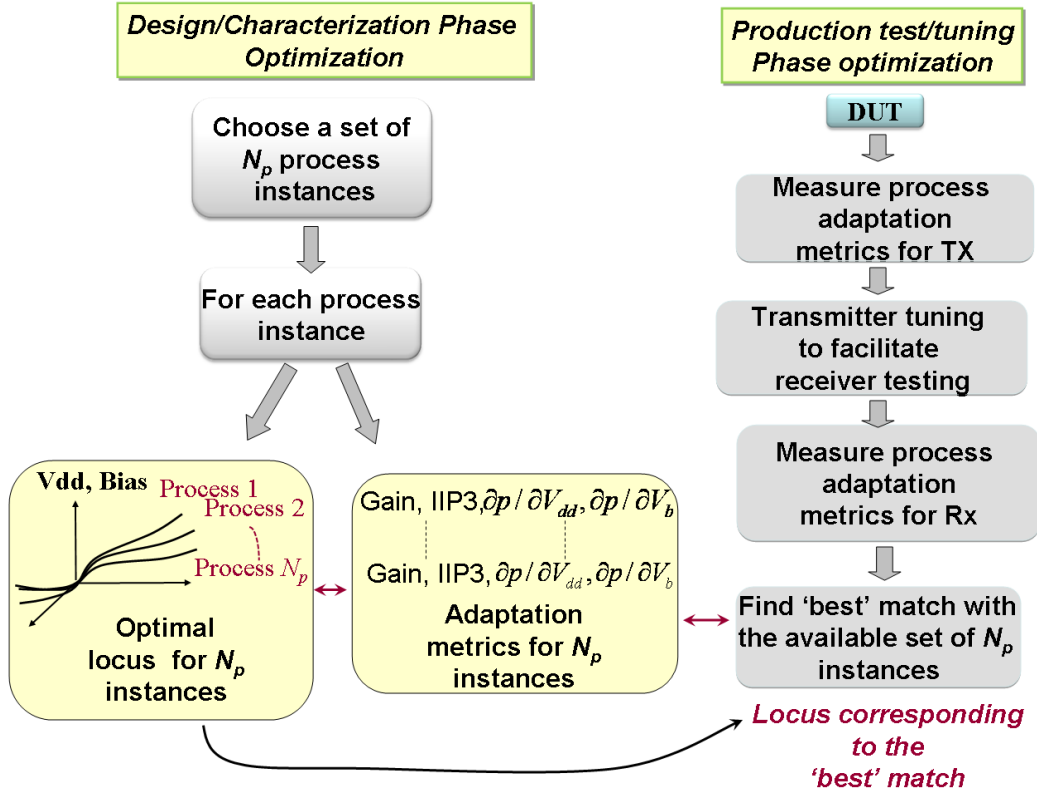 Design/Characterization Phase
Optimization
Choose a set of
Np process
instances
For each process
instance
Vdd, Bias
Process 1
Process 2
Process Np
Optimal
locus for Np
instances
Gain, IIP3, ∂p / ∂Vdd, ∂p / ∂Vb
Gain, IIP3, ∂p / ∂Vdd, ∂p / ∂Vb
Adaptation
metrics for Np
instances
Production test/tuning
Phase optimization
DUT
Measure process
adaptation
metrics for TX
Transmitter tuning
to facilitate
receiver testing
Measure process
adaptation
metrics for Rx
Find ‘best’ match with
the available set of Np
instances
Locus corresponding
to the
‘best’ match